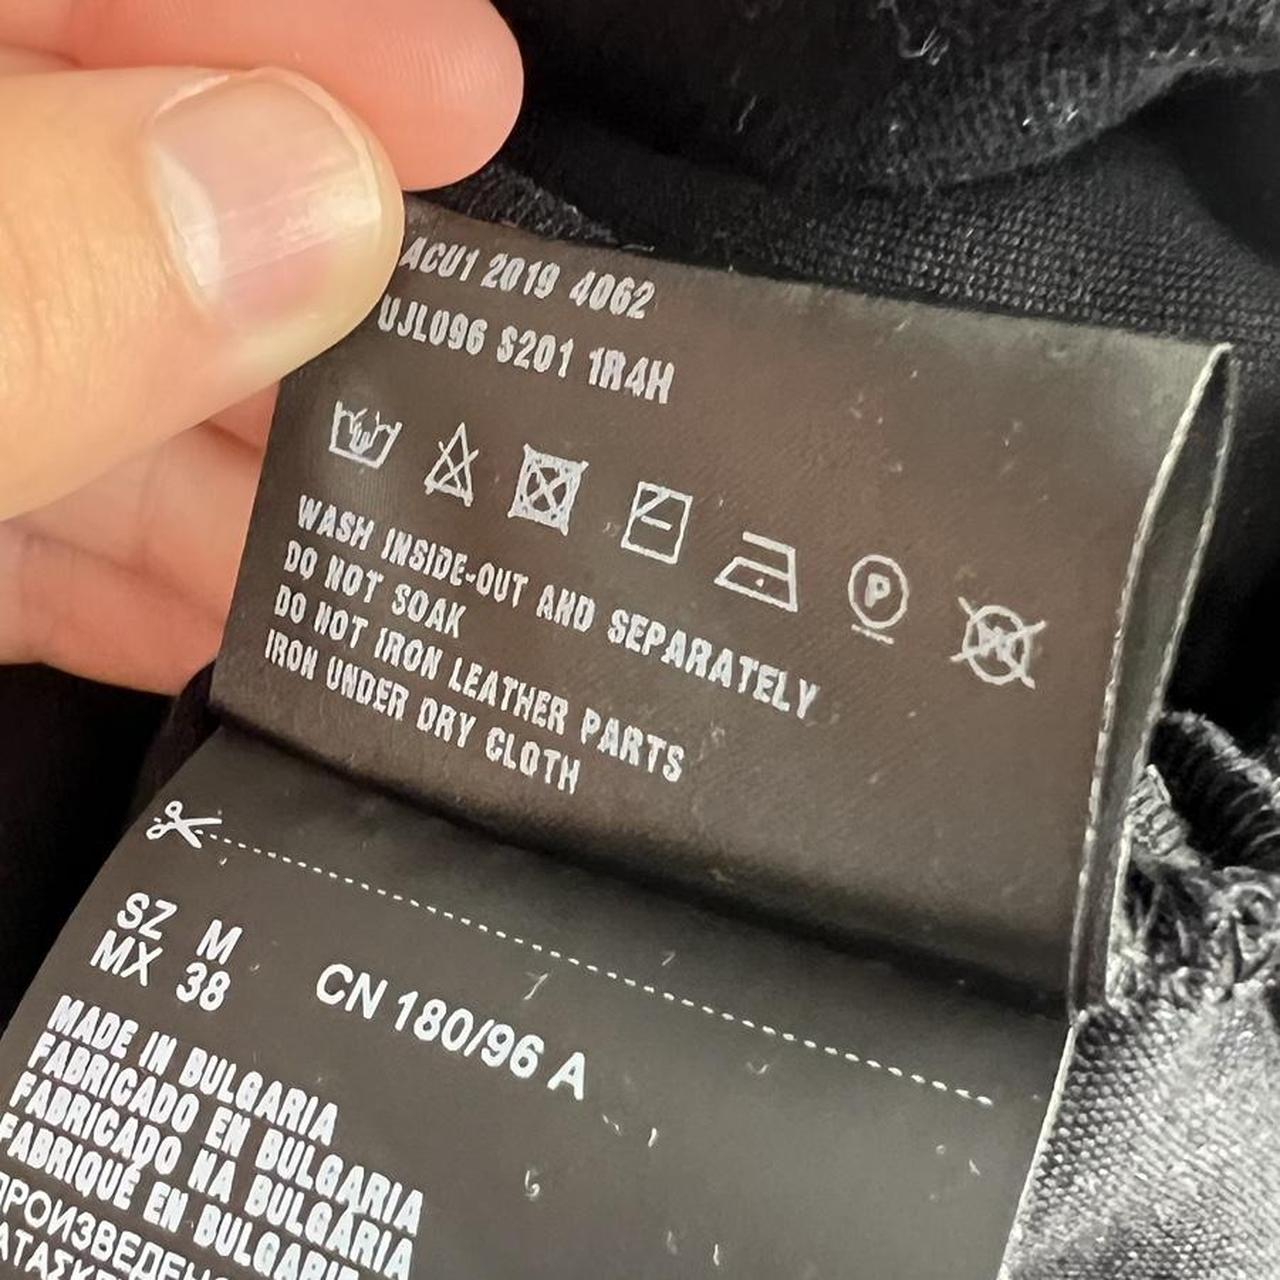 ACU1 2019 4062
UJL096 S201 1R4H
P
W
WASH INSIDE-OUT AND SEPARATELY
DO NOT SOAK
DO NOT IRON LEATHER PARTS
IRON UNDER DRY CLOTH
SZ M
MX 38
CN 180/96 A
MADE IN BULGARIA
FABRICADO EN BULGARIA
FABRICADO NA BULGÁRIA
FABRIQUÉ EN BULGARIE